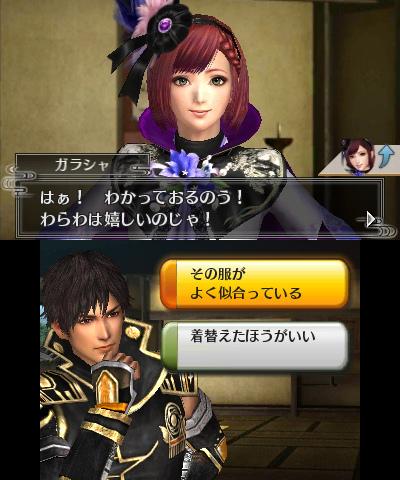 ガラシャ
はぁ！　わかっておるのう！
わらわは嬉しいのじゃ！
その服が
よく似合っている
着替えたほうがいい